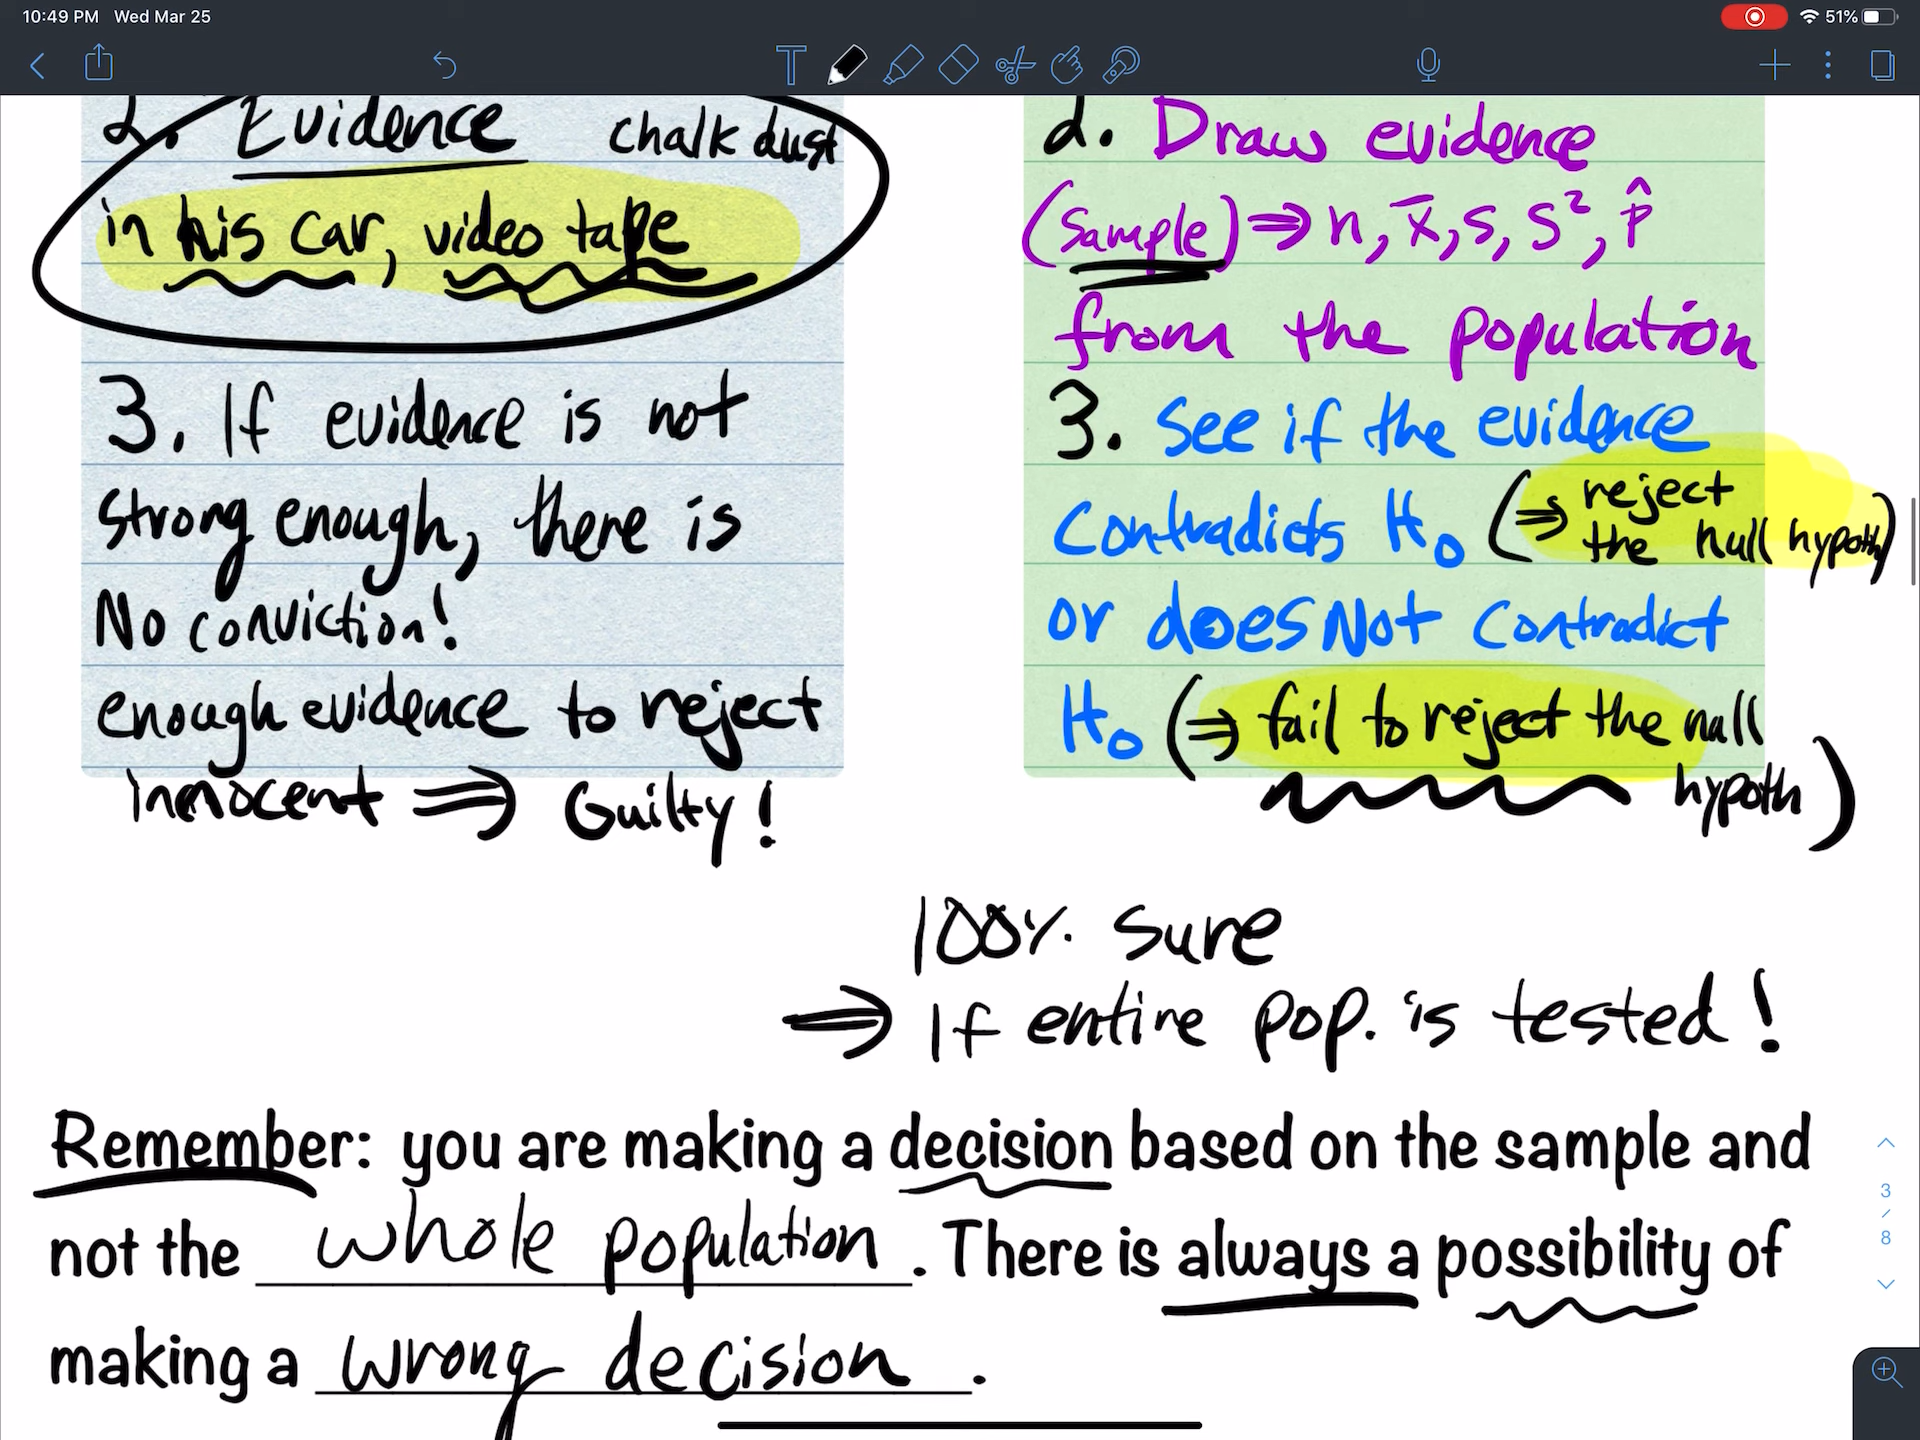 10:49 PM Wed Mar 25
51%
2. Evidence chalk dust
in his car, video tape
3. If evidence is not
strong enough, there is
No conviction!
enough evidence to reject
innocent ⇒ Guilty!
2. Draw evidence
(Sample) ⇒ n, x̄, s, s², p̂
from the population
3. See if the evidence
Contradicts H₀ (⇒ reject
the null hypoth)
or does Not Contradict
H₀ (⇒ fail to reject the null
hypoth)
100% sure
⇒ If entire pop. is tested!
Remember: you are making a decision based on the sample and
not the whole population. There is always a possibility of
making a wrong decision.
3
/
8